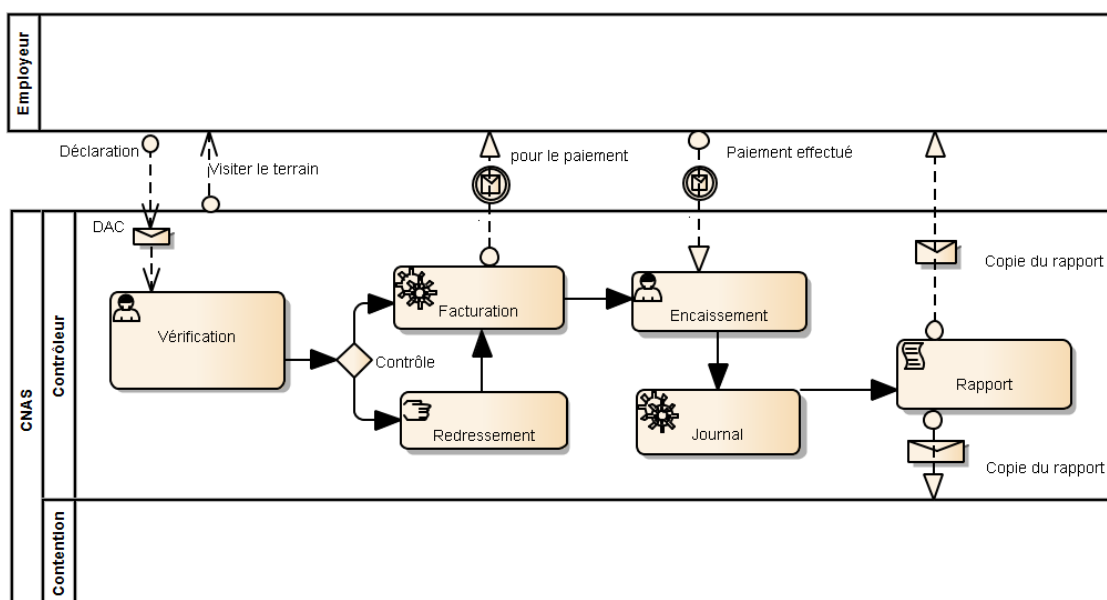 Employeur
Déclaration
Visiter le terrain
pour le paiement
Paiement effectué
CNAS
Contrôleur
DAC
Vérification
Contrôle
Facturation
Redressement
Encaissement
Journal
Copie du rapport
Rapport
Copie du rapport
Contention